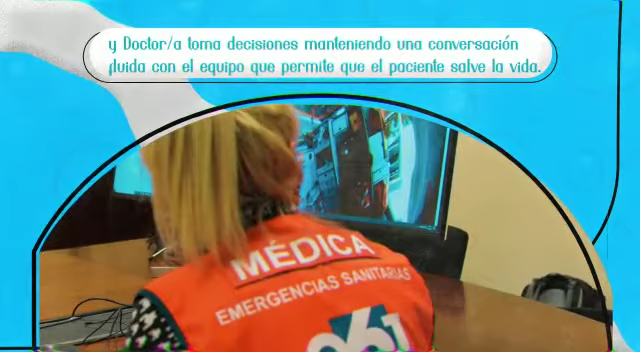 y Doctor/a toma decisiones manteniendo una conversación
fluida con el equipo que permite que el paciente salve la vida.
MÉDICA
EMERGENCIAS SANITARIAS
061